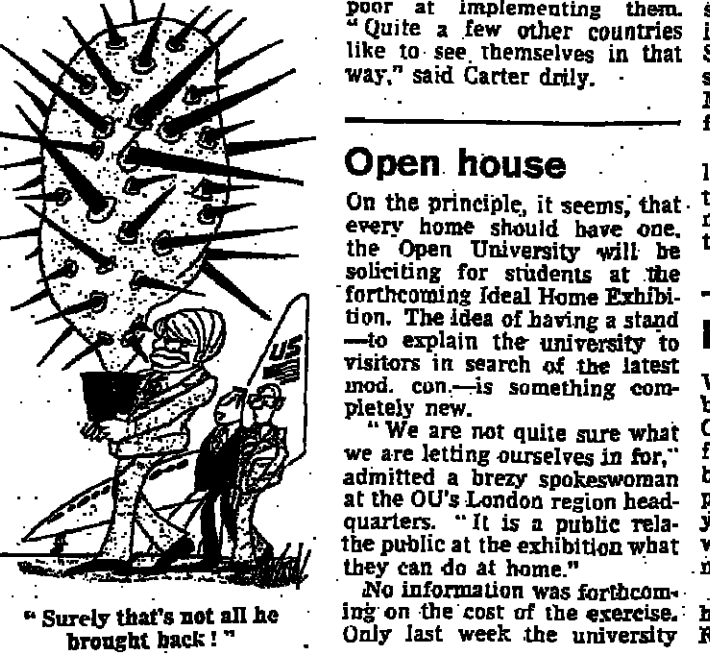 US
“ Surely that's not all he
brought back ! ”
poor at implementing them.
“ Quite a few other countries
like to see themselves in that
way,” said Carter drily.
Open house
On the principle, it seems, that
every home should have one,
the Open University will be
soliciting for students at the
forthcoming Ideal Home Exhibi-
tion. The idea of having a stand
—to explain the university to
visitors in search of the latest
mod. con.—is something com-
pletely new.
“ We are not quite sure what
we are letting ourselves in for,”
admitted a brezy spokeswoman
at the OU's London region head-
quarters. “ It is a public rela-
the public at the exhibition what
they can do at home.”
No information was forthcom-
ing on the cost of the exercise.
Only last week the university